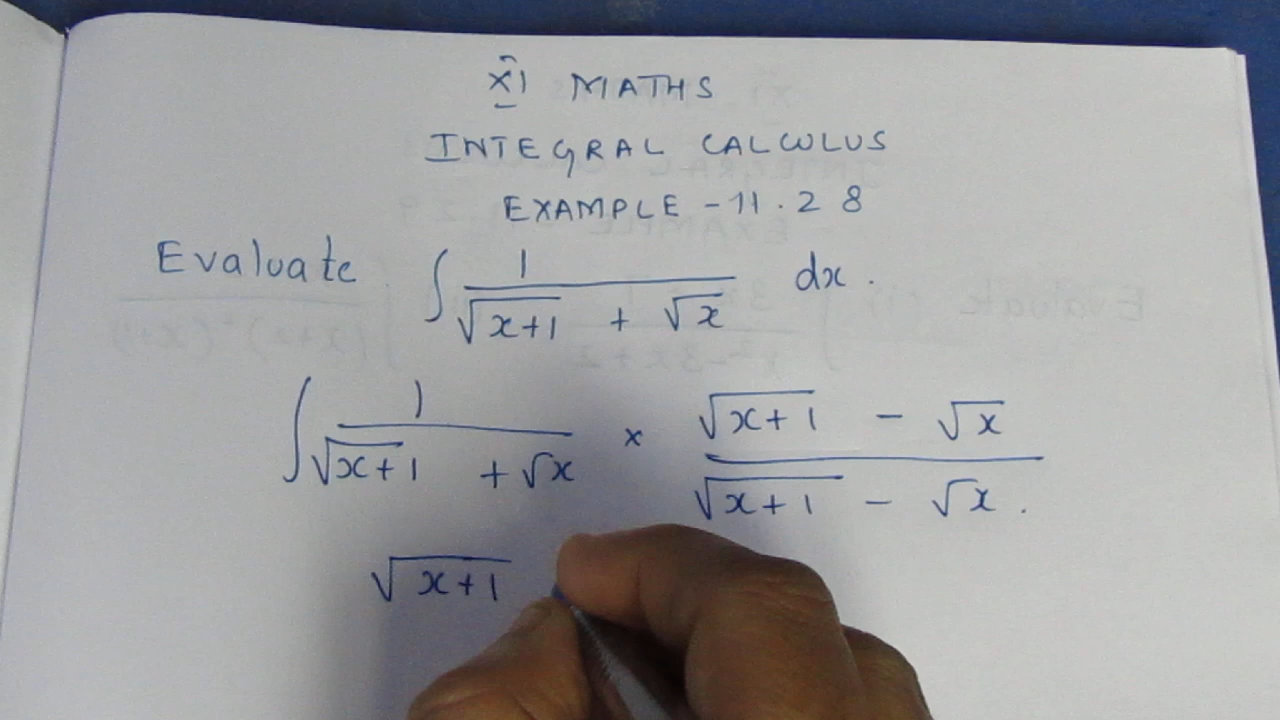 XI MATHS
INTEGRAL CALCULUS
EXAMPLE - 11.28
Evaluate ∫ 1/(√(x+1) + √x) dx.
∫ 1/(√(x+1) + √x) × (√(x+1) - √x)/(√(x+1) - √x).
√(x+1)